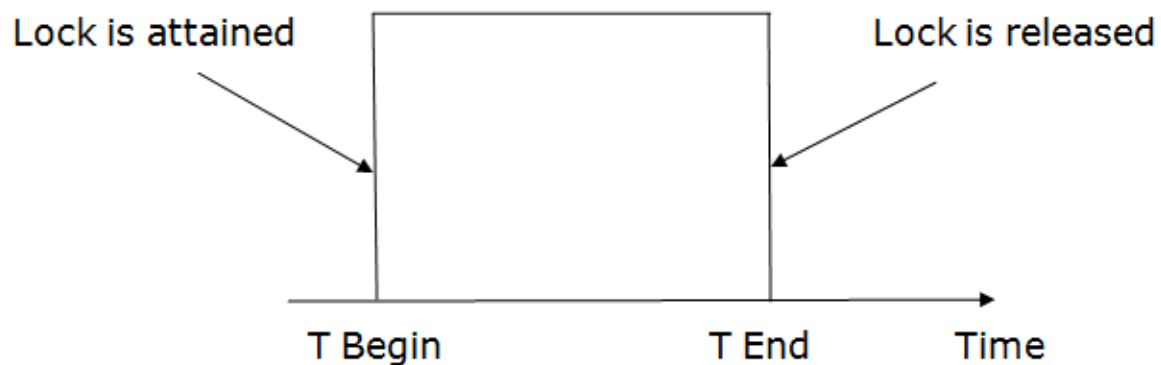 Lock is attained
Lock is released
T Begin
T End
Time